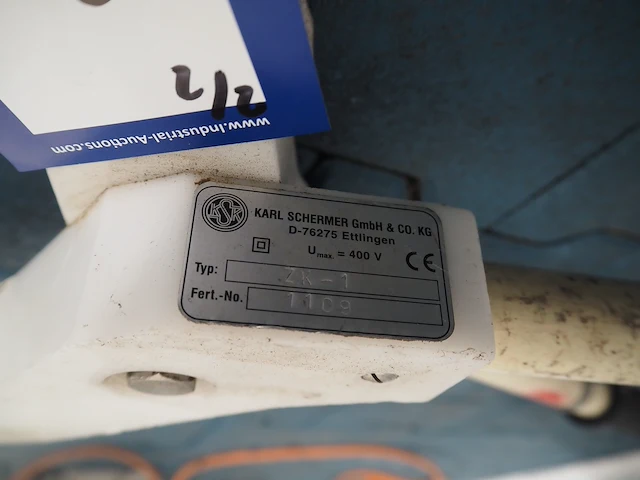 2/2
www.Industrial-Auctions.com
KSK
KARL SCHERMER GmbH & CO. KG
D-76275 Ettlingen
Umax. = 400 V
CE
Typ: ZK-1
Fert.-No. 1109